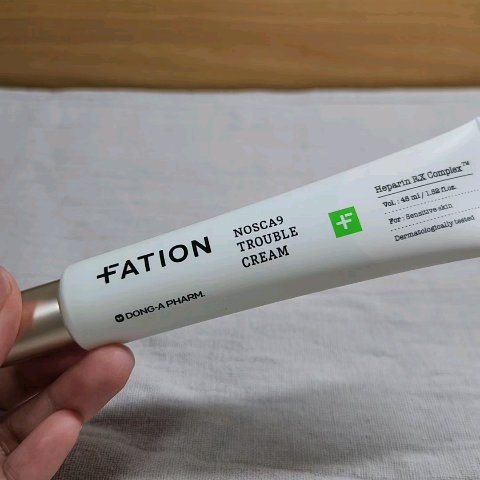 FATION
DONG-A PHARM.
NOSCA9
TROUBLE
CREAM
Heparin RX Complex™
Vol. : 45 ml / 1.52 fl.oz.
For : Sensitive skin
Dermatologically tested